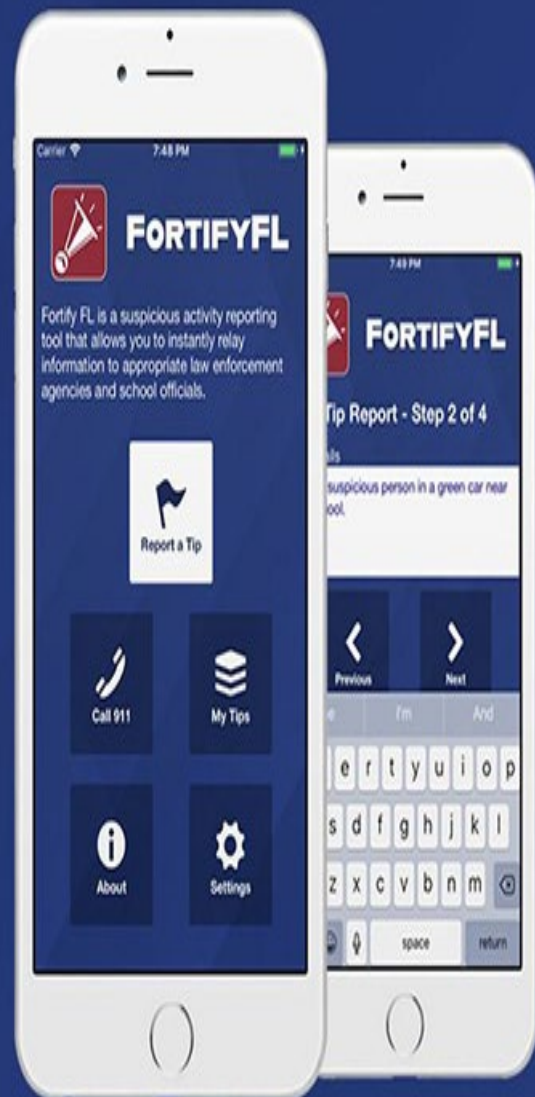 Carrier 7:48 PM
FORTIFYFL
Fortify FL is a suspicious activity reporting
tool that allows you to instantly relay
information to appropriate law enforcement
agencies and school officials.
Report a Tip
Call 911
My Tips
About
Settings
7:49 PM
FORTIFYFL
Tip Report - Step 2 of 4
suspicious person in a green car near
Previous
Next
I'm
And
e r t y u i o p
s d f g h j k l
z x c v b n m
space
return